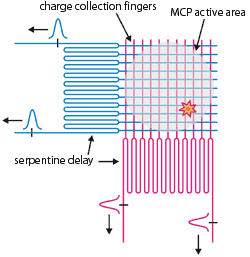 charge collection fingers
MCP active area
serpentine delay